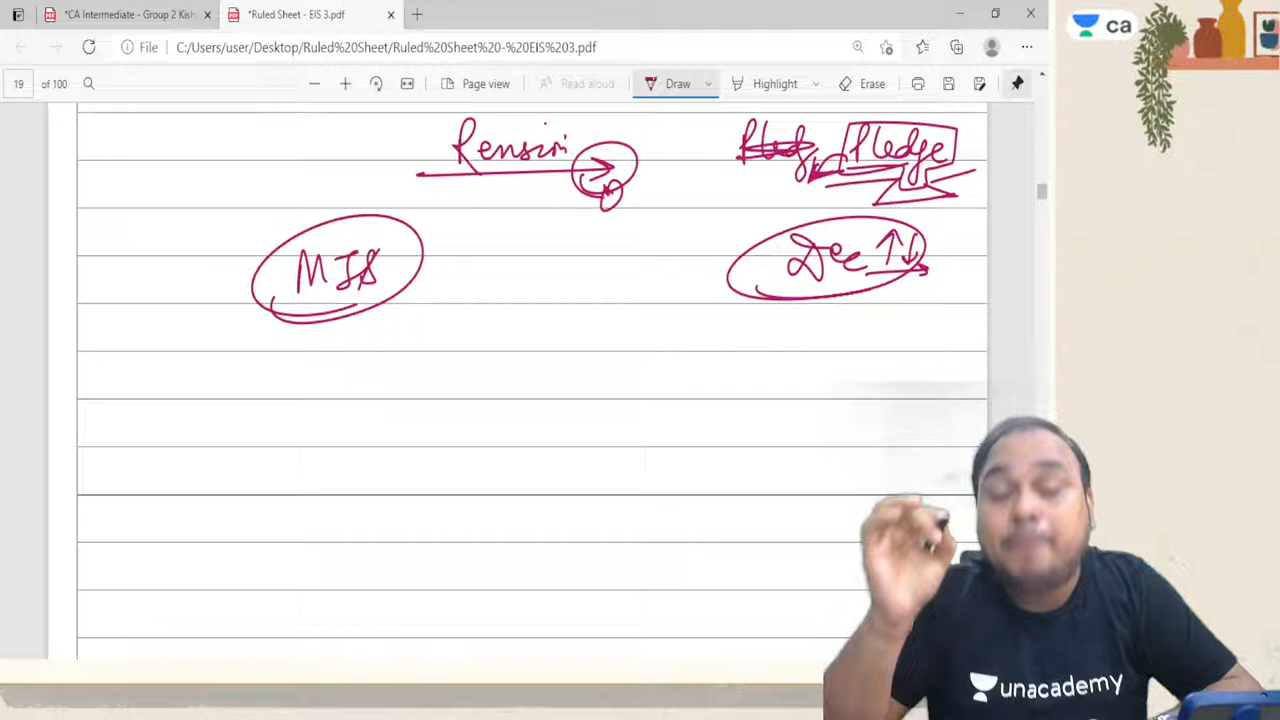 *CA Intermediate - Group 2 Kish
*Ruled Sheet - EIS 3.pdf
File
C:/Users/user/Desktop/Ruled%20Sheet/Ruled%20Sheet%20-%20EIS%203.pdf
ca
19 of 100
Page view
Read aloud
Draw
Highlight
Erase
Pension
Pledge
MIS
Dec ↑↓
unacademy